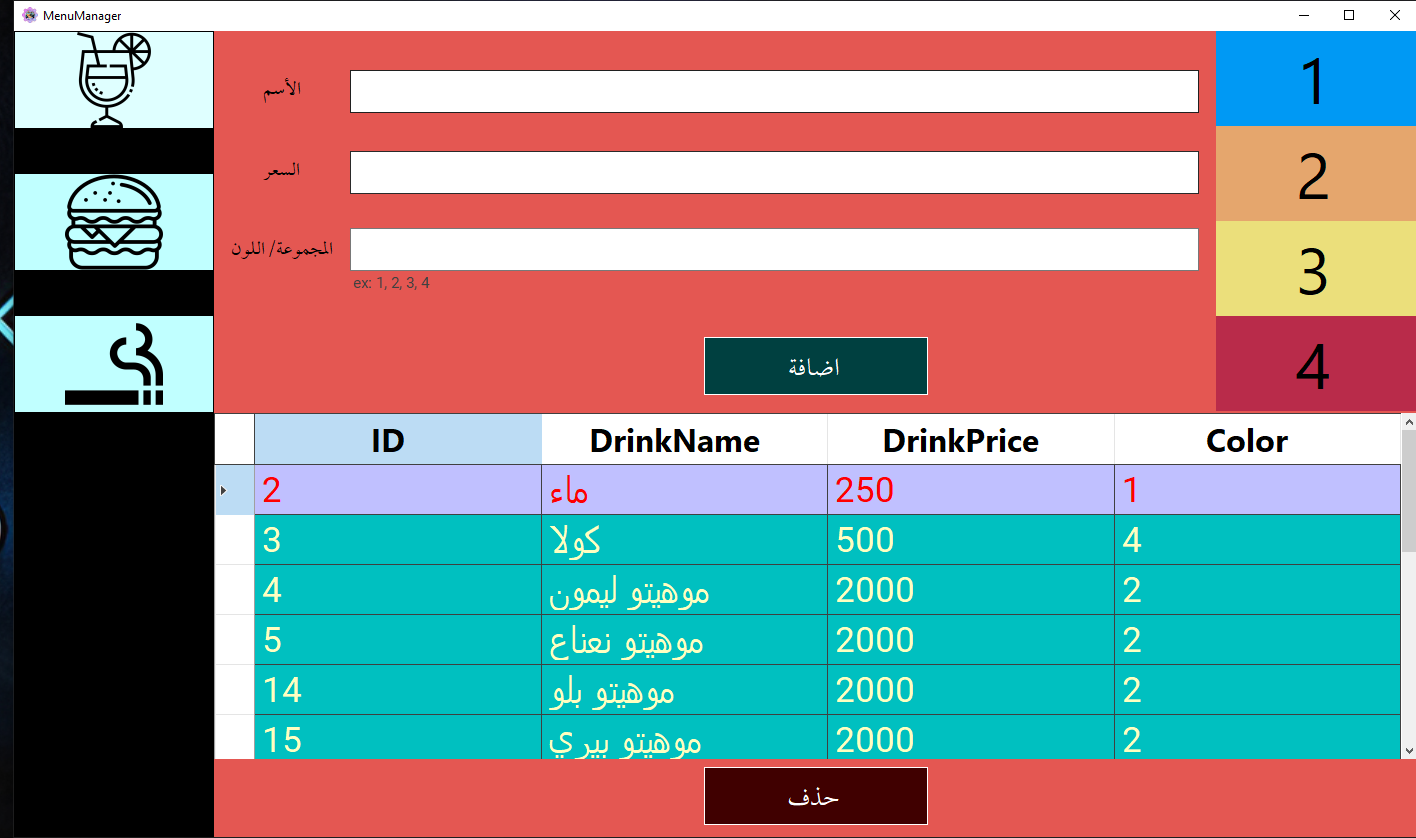 MenuManager
الأسم
السعر
المجموعة/ اللون
ex: 1, 2, 3, 4
اضافة
1
2
3
4
ID DrinkName DrinkPrice Color
2 ماء 250 1
3 كولا 500 4
4 موهيتو ليمون 2000 2
5 موهيتو نعناع 2000 2
14 موهيتو بلو 2000 2
15 موهيتو بيري 2000 2
حذف